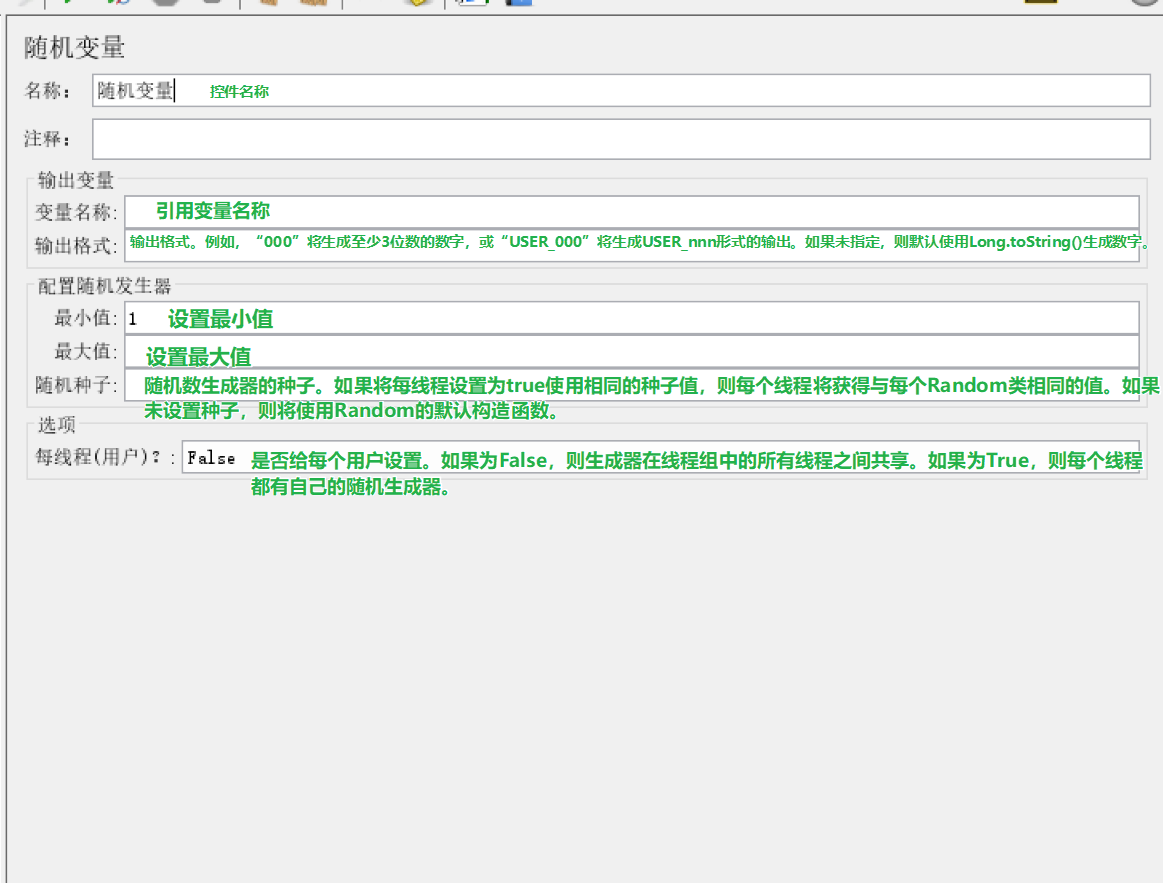 随机变量
名称： 随机变量 控件名称
注释：
输出变量
变量名称: 引用变量名称
输出格式: 输出格式。例如，“000”将生成至少3位数的数字，或“USER_000”将生成USER_nnn形式的输出。如果未指定，则默认使用Long.toString()生成数字。
配置随机发生器
最小值: 1 设置最小值
最大值: 设置最大值
随机种子: 随机数生成器的种子。如果将每线程设置为true使用相同的种子值，则每个线程将获得与每个Random类相同的值。如果
未设置种子，则将使用Random的默认构造函数。
选项
每线程(用户)？: False 是否给每个用户设置。如果为False，则生成器在线程组中的所有线程之间共享。如果为True，则每个线程
都有自己的随机生成器。